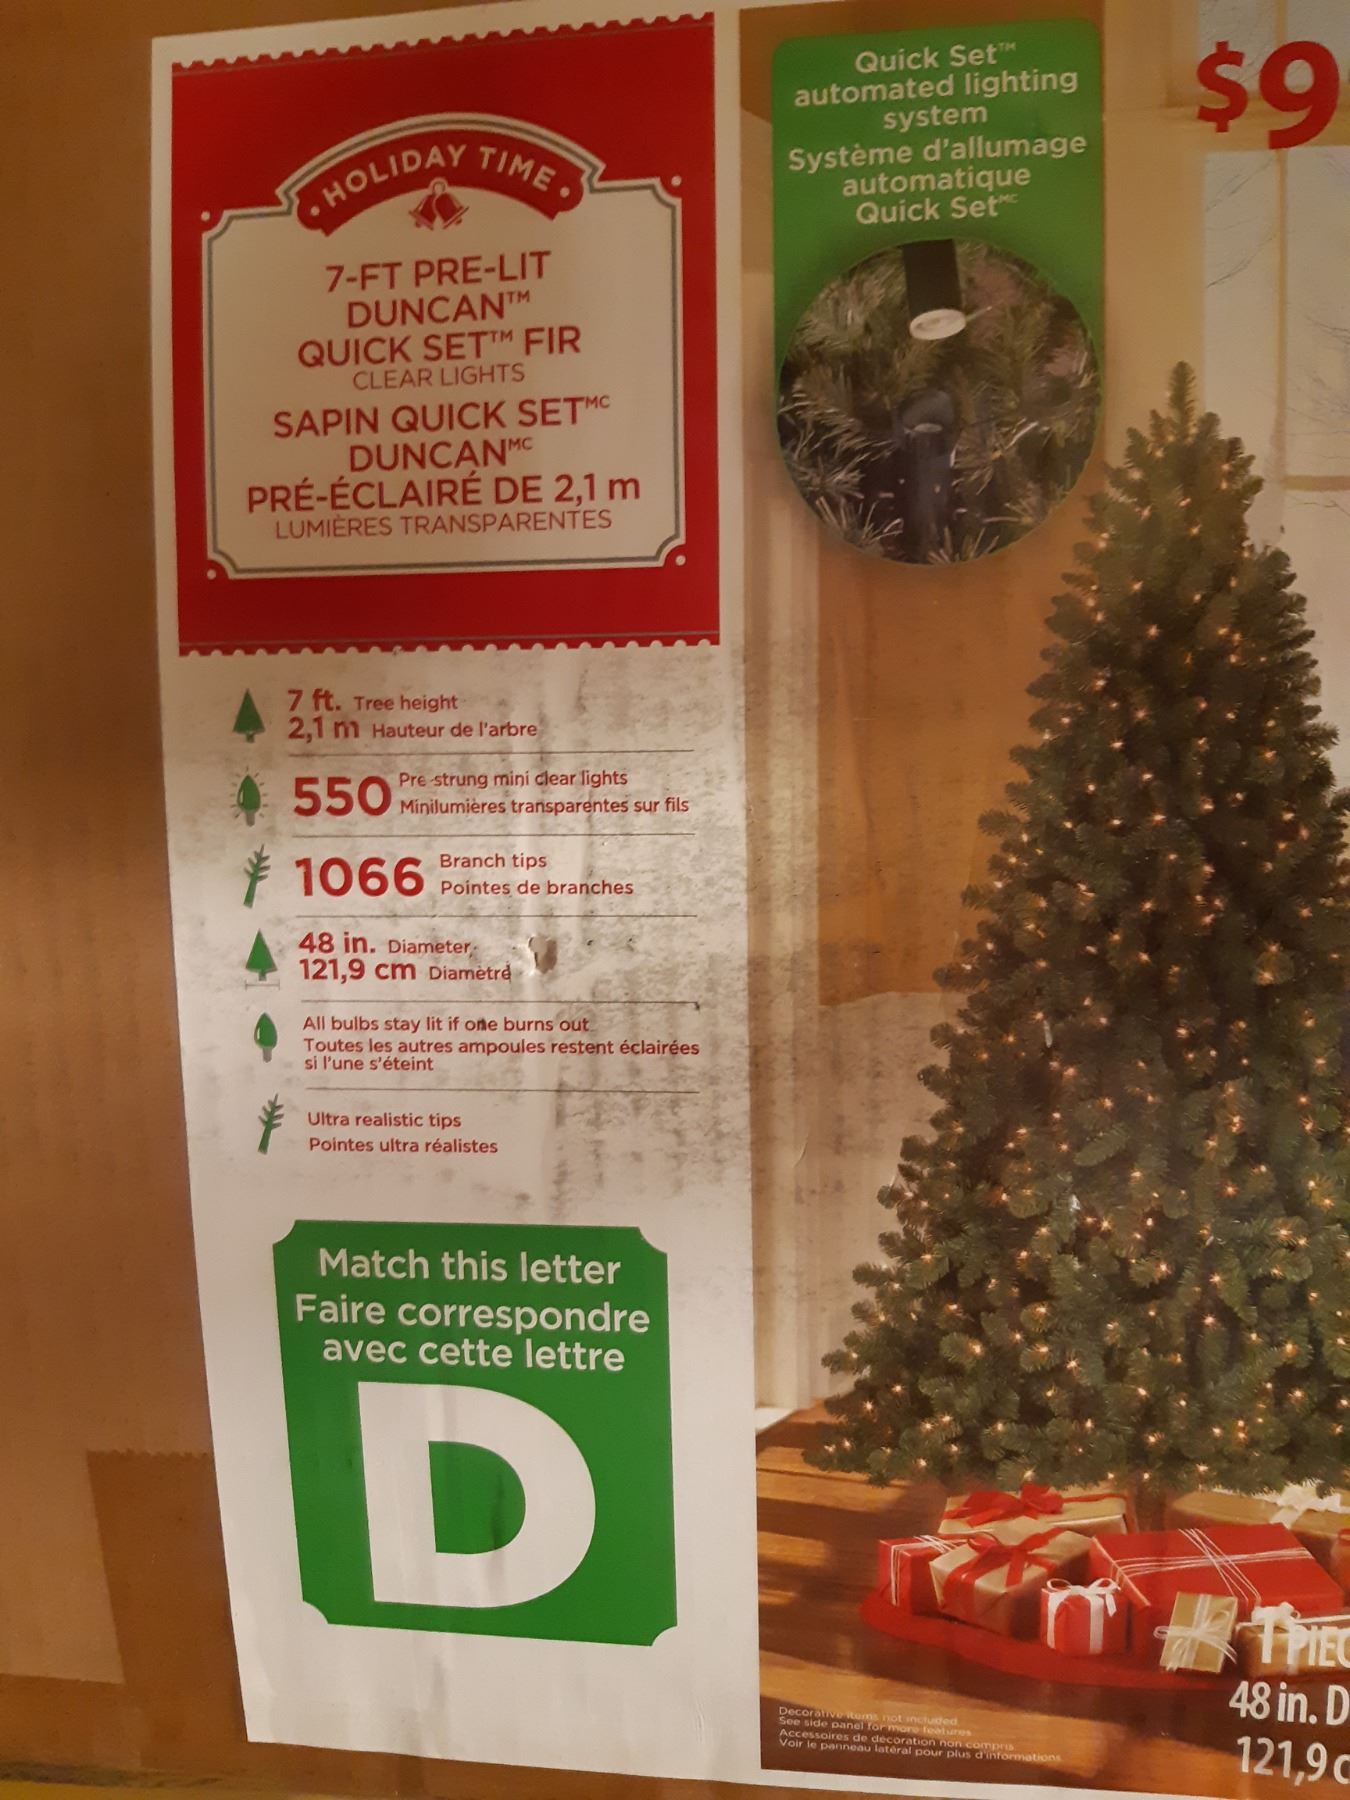 HOLIDAY TIME
7-FT PRE-LIT
DUNCAN™
QUICK SET™ FIR
CLEAR LIGHTS
SAPIN QUICK SETMC
DUNCANMC
PRÉ-ÉCLAIRÉ DE 2,1 m
LUMIÈRES TRANSPARENTES
7 ft. Tree height
2,1 m Hauteur de l'arbre
550 Pre-strung mini clear lights
Minilumières transparentes sur fils
1066 Branch tips
Pointes de branches
48 in. Diameter
121,9 cm Diamètre
All bulbs stay lit if one burns out
Toutes les autres ampoules restent éclairées
si l'une s'éteint
Ultra realistic tips
Pointes ultra réalistes
Match this letter
Faire correspondre
avec cette lettre
D
Quick Set™
automated lighting
system
Système d'allumage
automatique
Quick SetMC
$9
Decorative items not included
See side panel for more features
Accessoires de décoration non compris
Voir le panneau latéral pour plus d'informations
1 PIEC
48 in. D
121,9 c